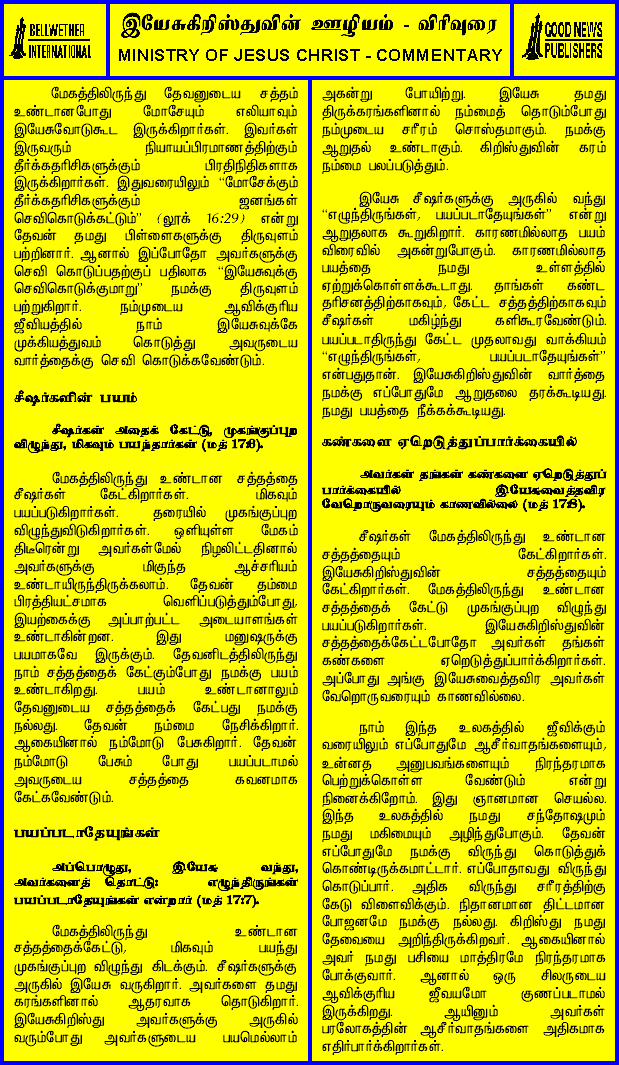 BELLWETHER
INTERNATIONAL
இயேசுகிறிஸ்துவின் ஊழியம் - விரிவுரை
MINISTRY OF JESUS CHRIST - COMMENTARY
GOOD NEWS
PUBLISHERS
மேகத்திலிருந்து தேவனுடைய சத்தம்
உண்டானபோது மோசேயும் எலியாவும்
இயேசுவோடுகூட இருக்கிறார்கள். இவர்கள்
இருவரும் நியாயப்பிரமாணத்திற்கும்
தீர்க்கதரிசிகளுக்கும் பிரதிநிதிகளாக
இருக்கிறார்கள். இதுவரையிலும் “மோசேக்கும்
தீர்க்கதரிசிகளுக்கும் ஜனங்கள்
செவிகொடுக்கட்டும்” (லூக் 16:29) என்று
தேவன் தமது பிள்ளைகளுக்கு திருவுளம்
பற்றினார். ஆனால் இப்போதோ அவர்களுக்கு
செவி கொடுப்பதற்குப் பதிலாக “இயேசுவுக்கு
செவிகொடுக்குமாறு” நமக்கு திருவுளம்
பற்றுகிறார். நம்முடைய ஆவிக்குரிய
ஜீவியத்தில் நாம் இயேசுவுக்கே
முக்கியத்துவம் கொடுத்து அவருடைய
வார்த்தைக்கு செவி கொடுக்கவேண்டும்.
சீஷர்களின் பயம்
சீஷர்கள் அதைக் கேட்டு, முகங்குப்புற
விழுந்து, மிகவும் பயந்தார்கள் (மத் 17:6).
மேகத்திலிருந்து உண்டான சத்தத்தை
சீஷர்கள் கேட்கிறார்கள். மிகவும்
பயப்படுகிறார்கள். தரையில் முகங்குப்புற
விழுந்துவிடுகிறார்கள். ஒளியுள்ள மேகம்
திடீரென்று அவர்கள்மேல் நிழலிட்டதினால்
அவர்களுக்கு மிகுந்த ஆச்சரியம்
உண்டாயிருந்திருக்கலாம். தேவன் தம்மை
பிரத்தியட்சமாக வெளிப்படுத்தும்போது,
இயற்கைக்கு அப்பாற்பட்ட அடையாளங்கள்
உண்டாகின்றன. இது மனுஷருக்கு
பயமாகவே இருக்கும். தேவனிடத்திலிருந்து
நாம் சத்தத்தைக் கேட்கும்போது நமக்கு பயம்
உண்டாகிறது. பயம் உண்டானாலும்
தேவனுடைய சத்தத்தைக் கேட்பது நமக்கு
நல்லது. தேவன் நம்மை நேசிக்கிறார்.
ஆகையினால் நம்மோடு பேசுகிறார். தேவன்
நம்மோடு பேசும் போது பயப்படாமல்
அவருடைய சத்தத்தை கவனமாக
கேட்கவேண்டும்.
பயப்படாதேயுங்கள்
அப்பொழுது, இயேசு வந்து,
அவர்களைத் தொட்டு: எழுந்திருங்கள்
பயப்படாதேயுங்கள் என்றார் (மத் 17:7).
மேகத்திலிருந்து உண்டான
சத்தத்தைக்கேட்டு, மிகவும் பயந்து
முகங்குப்புற விழுந்து கிடக்கும். சீஷர்களுக்கு
அருகில் இயேசு வருகிறார். அவர்களை தமது
கரங்களினால் ஆதரவாக தொடுகிறார்.
இயேசுகிறிஸ்து அவர்களுக்கு அருகில்
வரும்போது அவர்களுடைய பயமெல்லாம்
அகன்று போயிற்று. இயேசு தமது
திருக்கரங்களினால் நம்மைத் தொடும்போது
நம்முடைய சரீரம் சொஸ்தமாகும். நமக்கு
ஆறுதல் உண்டாகும். கிறிஸ்துவின் கரம்
நம்மை பலப்படுத்தும்.
இயேசு சீஷர்களுக்கு அருகில் வந்து
“எழுந்திருங்கள், பயப்படாதேயுங்கள்” என்று
ஆறுதலாக கூறுகிறார். காரணமில்லாத பயம்
விரைவில் அகன்றுபோகும். காரணமில்லாத
பயத்தை நமது உள்ளத்தில்
ஏற்றுக்கொள்ளக்கூடாது. தாங்கள் கண்ட
தரிசனத்திற்காகவும், கேட்ட சத்தத்திற்காகவும்
சீஷர்கள் மகிழ்ந்து களிகூரவேண்டும்.
பயப்படாதிருந்து கேட்ட முதலாவது வாக்கியம்
“எழுந்திருங்கள், பயப்படாதேயுங்கள்”
என்பதுதான். இயேசுகிறிஸ்துவின் வார்த்தை
நமக்கு எப்போதுமே ஆறுதலை தரக்கூடியது.
நமது பயத்தை நீக்கக்கூடியது.
கண்களை ஏறெடுத்துப்பார்க்கையில்
அவர்கள் தங்கள் கண்களை ஏறெடுத்துப்
பார்க்கையில் இயேசுவைத்தவிர
வேறொருவரையும் காணவில்லை (மத் 17:8).
சீஷர்கள் மேகத்திலிருந்து உண்டான
சத்தத்தையும் கேட்கிறார்கள்.
இயேசுகிறிஸ்துவின் சத்தத்தையும்
கேட்கிறார்கள். மேகத்திலிருந்து உண்டான
சத்தத்தைக் கேட்டு முகங்குப்புற விழுந்து
பயப்படுகிறார்கள். இயேசுகிறிஸ்துவின்
சத்தத்தைக்கேட்டபோதோ அவர்கள் தங்கள்
கண்களை ஏறெடுத்துப்பார்க்கிறார்கள்.
அப்போது அங்கு இயேசுவைத்தவிர அவர்கள்
வேறொருவரையும் காணவில்லை.
நாம் இந்த உலகத்தில் ஜீவிக்கும்
வரையிலும் எப்போதுமே ஆசீர்வாதங்களையும்,
உன்னத அனுபவங்களையும் நிரந்தரமாக
பெற்றுக்கொள்ள வேண்டும் என்று
நினைக்கிறோம். இது ஞானமான செயல்ல.
இந்த உலகத்தில் நமது சந்தோஷமும்
நமது மகிமையும் அழிந்துபோகும். தேவன்
எப்போதுமே நமக்கு விருந்து கொடுத்துக்
கொண்டிருக்கமாட்டார். எப்போதாவது விருந்து
கொடுப்பார். அதிக விருந்து சரீரத்திற்கு
கேடு விளைவிக்கும். நிதானமான திட்டமான
போஜனமே நமக்கு நல்லது. கிறிஸ்து நமது
தேவையை அறிந்திருக்கிறவர். ஆகையினால்
அவர் நமது பசியை மாத்திரமே நிரந்தரமாக
போக்குவார். ஆனால் ஒரு சிலருடைய
ஆவிக்குரிய ஜீவயமோ குணப்படாமல்
இருக்கிறது. ஆயினும் அவர்கள்
பரலோகத்தின் ஆசீர்வாதங்களை அதிகமாக
எதிர்பார்க்கிறார்கள்.